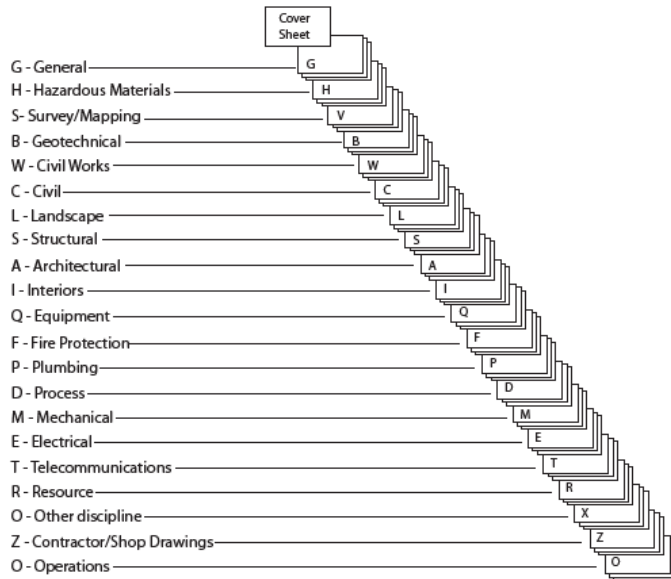 Cover
Sheet
G - General G
H - Hazardous Materials H
S- Survey/Mapping V
B - Geotechnical B
W - Civil Works W
C - Civil C
L - Landscape L
S - Structural S
A - Architectural A
I - Interiors I
Q - Equipment Q
F - Fire Protection F
P - Plumbing P
D - Process D
M - Mechanical M
E - Electrical E
T - Telecommunications T
R - Resource R
O - Other discipline X
Z - Contractor/Shop Drawings Z
O - Operations O